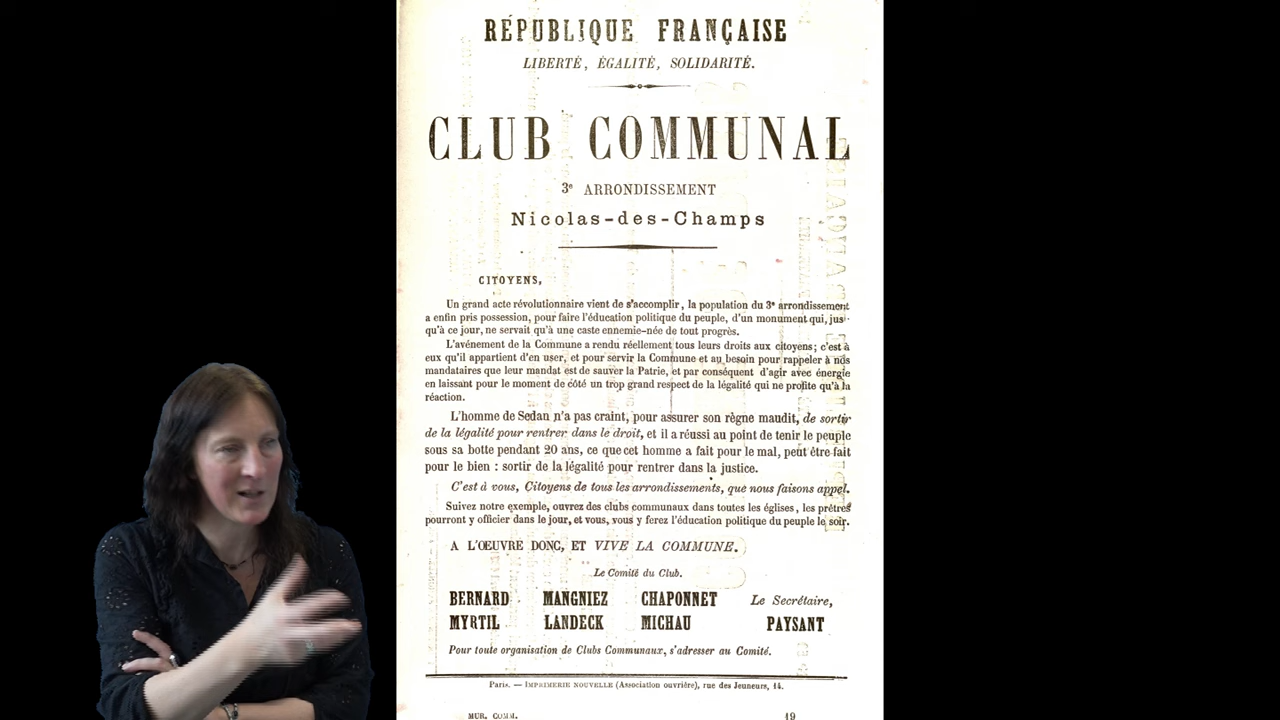 RÉPUBLIQUE FRANÇAISE
LIBERTÉ, ÉGALITÉ, SOLIDARITÉ.
CLUB COMMUNAL
3e ARRONDISSEMENT
Nicolas-des-Champs
CITOYENS,
Un grand acte révolutionnaire vient de s'accomplir, la population du 3e arrondissement
a enfin pris possession, pour faire l'éducation politique du peuple, d'un monument qui, jus-
qu'à ce jour, ne servait qu'à une caste ennemie-née de tout progrès.
L'avénement de la Commune a rendu réellement tous leurs droits aux citoyens; c'est à
eux qu'il appartient d'en user, et pour servir la Commune et au besoin pour rappeler à nos
mandataires que leur mandat est de sauver la Patrie, et par conséquent d'agir avec énergie
en laissant pour le moment de côté un trop grand respect de la légalité qui ne profite qu'à la
réaction.
L'homme de Sedan n'a pas craint, pour assurer son règne maudit, de sortir
de la légalité pour rentrer dans le droit, et il a réussi au point de tenir le peuple
sous sa botte pendant 20 ans, ce que cet homme a fait pour le mal, peut être fait
pour le bien : sortir de la légalité pour rentrer dans la justice.
C'est à vous, Citoyens de tous les arrondissements, que nous faisons appel.
Suivez notre exemple, ouvrez des clubs communaux dans toutes les églises, les prêtres
pourront y officier dans le jour, et vous, vous y ferez l'éducation politique du peuple le soir.
A L'OEUVRE DONC, ET VIVE LA COMMUNE.
Le Comité du Club.
BERNARD MANGNIEZ CHAPONNET Le Secrétaire,
MYRTIL LANDECK MICHAU PAYSANT
Pour toute organisation de Clubs Communaux, s'adresser au Comité.
Paris. — IMPRIMERIE NOUVELLE (Association ouvrière), rue des Jeuneurs, 14.
MUR. COMM. 19